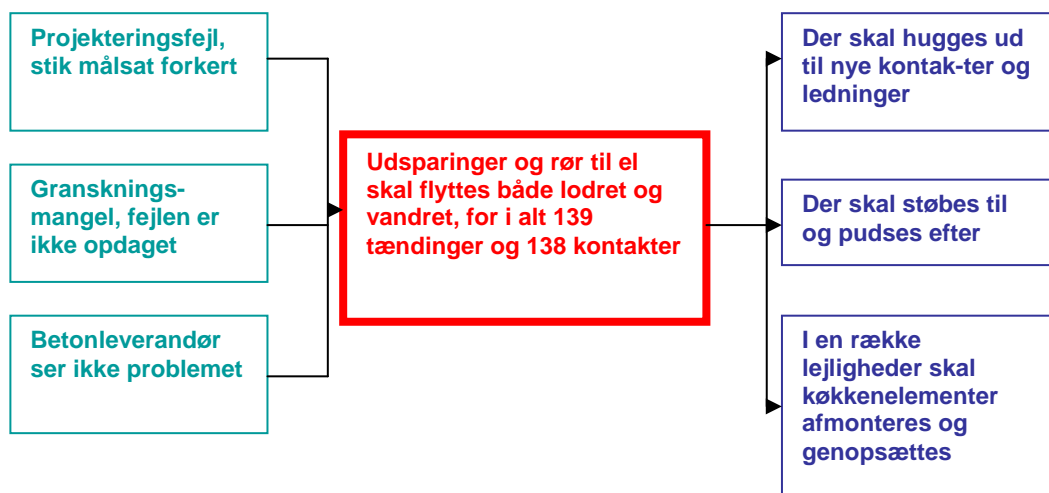 Projekteringsfejl,
stik målsat forkert
Gransknings-
mangel, fejlen er
ikke opdaget
Betonleverandør
ser ikke problemet
Udsparinger og rør til el
skal flyttes både lodret og
vandret, for i alt 139
tændinger og 138 kontakter
Der skal hugges ud
til nye kontak-ter og
ledninger
Der skal støbes til
og pudses efter
I en række
lejligheder skal
køkkenelementer
afmonteres og
genopsættes